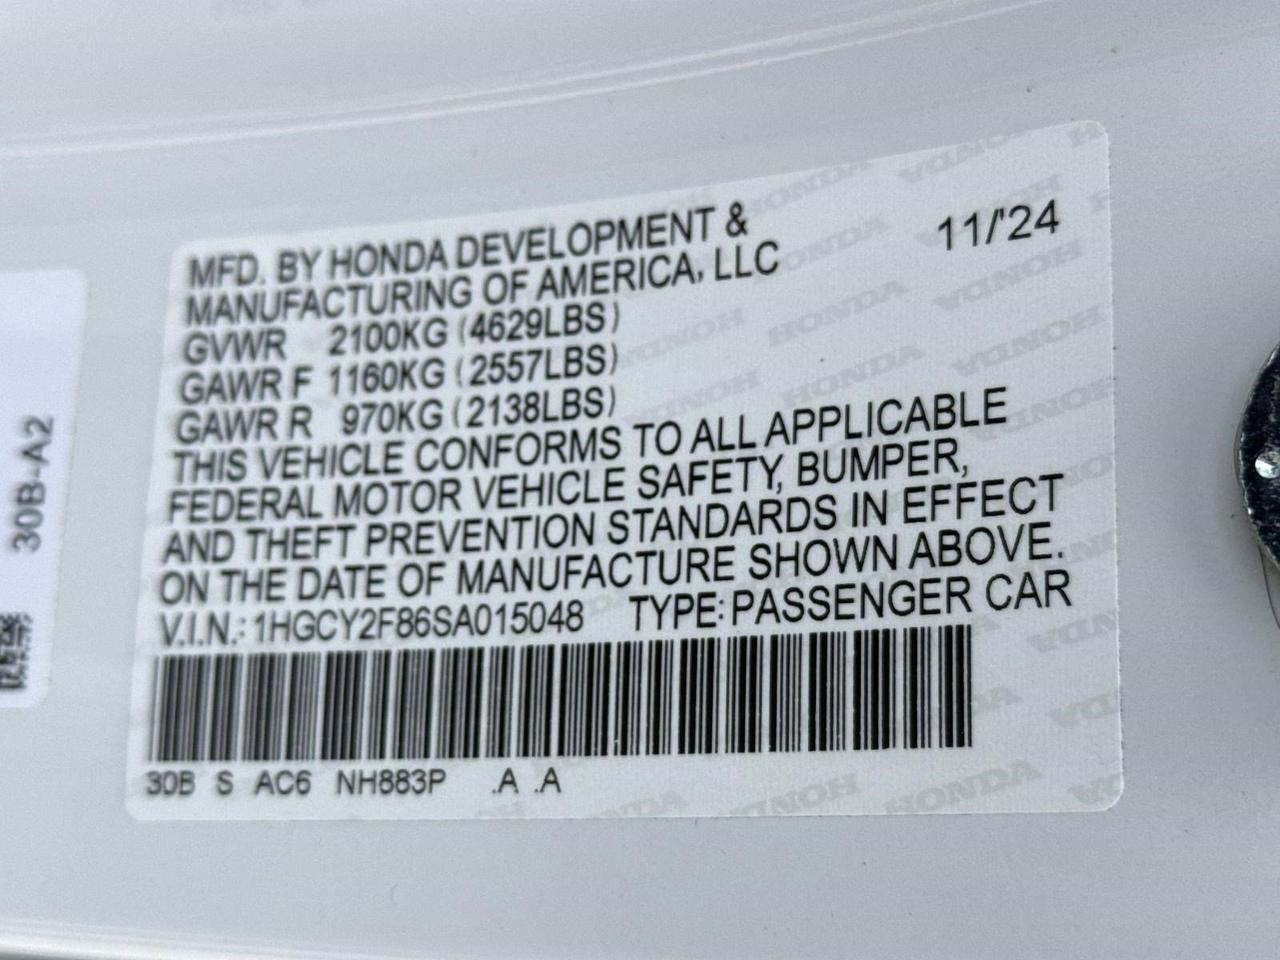 MFD. BY HONDA DEVELOPMENT &
MANUFACTURING OF AMERICA, LLC
11/'24
GVWR 2100KG (4629LBS)
GAWR F 1160KG (2557LBS)
GAWR R 970KG (2138LBS)
THIS VEHICLE CONFORMS TO ALL APPLICABLE
FEDERAL MOTOR VEHICLE SAFETY, BUMPER,
AND THEFT PREVENTION STANDARDS IN EFFECT
ON THE DATE OF MANUFACTURE SHOWN ABOVE.
V.I.N.: 1HGCY2F86SA015048 TYPE: PASSENGER CAR
30B S AC6 NH883P .A .A
30B-A2